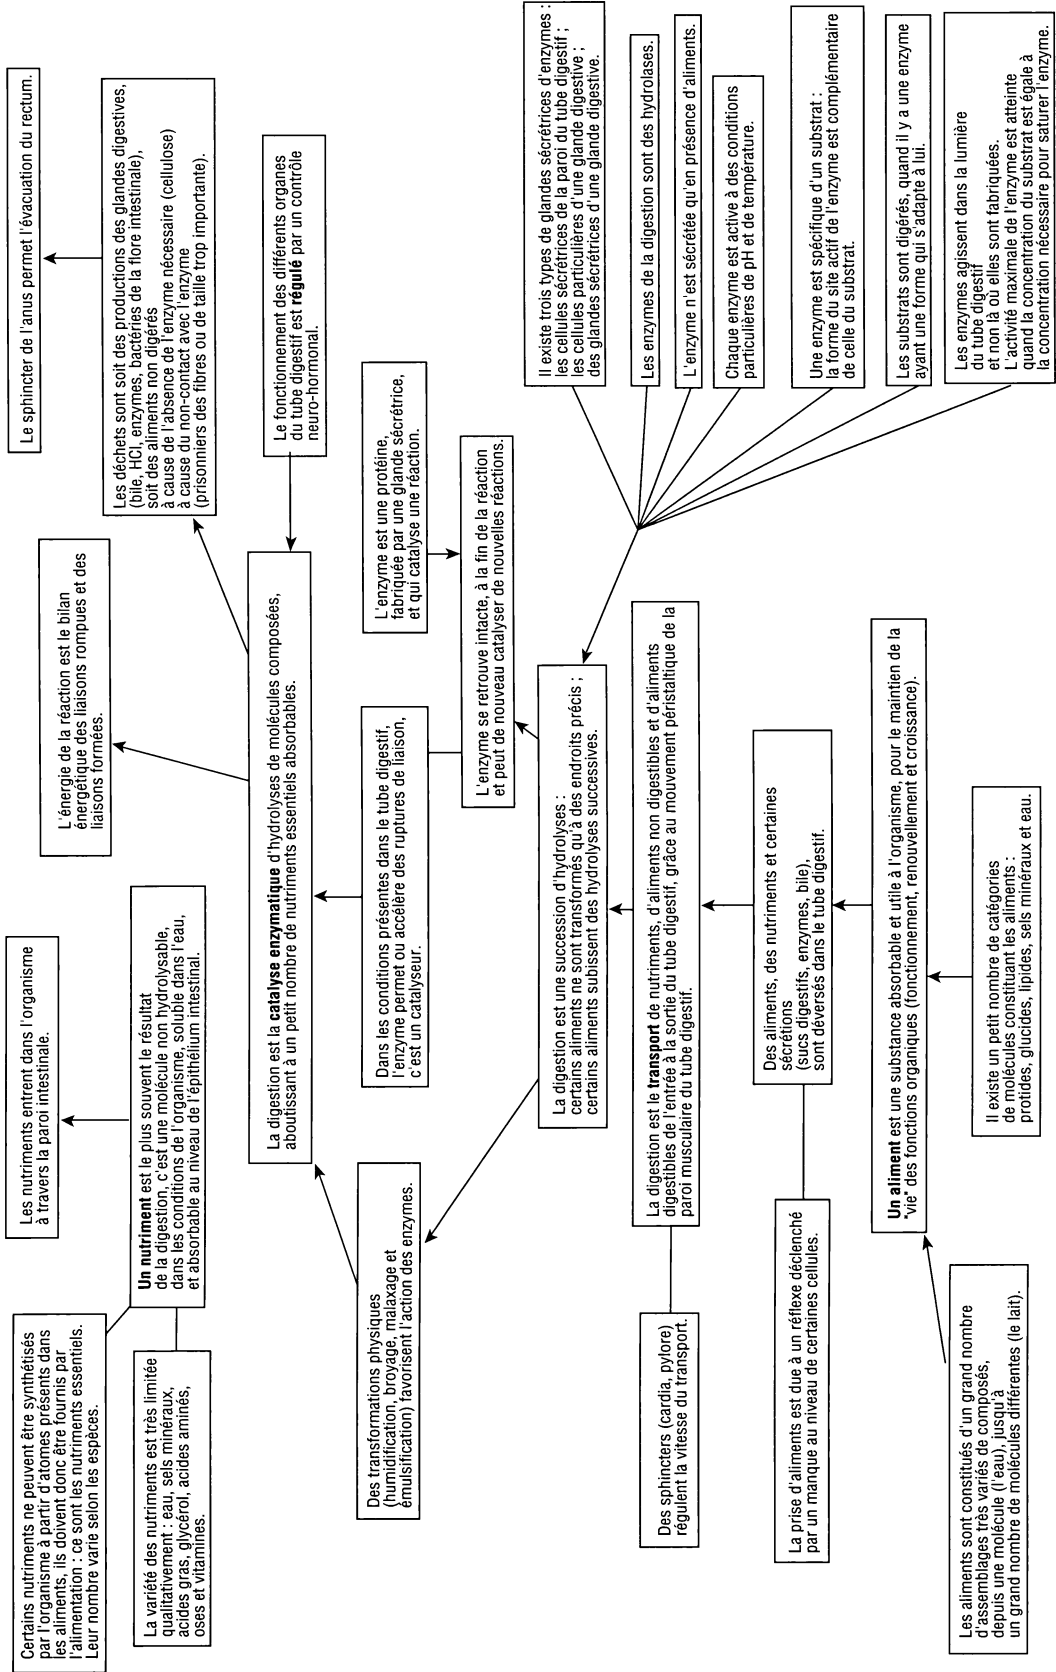 Le sphincter de l'anus permet l'évacuation du rectum.
Les déchets sont soit des productions des glandes digestives,
(bile, HCl, enzymes, bactéries de la flore intestinale),
soit des aliments non digérés
à cause de l'absence de l'enzyme nécessaire (cellulose)
à cause du non-contact avec l'enzyme
(prisonniers des fibres ou de taille trop importante).
L'énergie de la réaction est le bilan
énergétique des liaisons rompues et des
liaisons formées.
Les nutriments entrent dans l'organisme
à travers la paroi intestinale.
Un nutriment est le plus souvent le résultat
de la digestion, c'est une molécule non hydrolysable,
dans les conditions de l'organisme, soluble dans l'eau,
et absorbable au niveau de l'épithélium intestinal.
Certains nutriments ne peuvent être synthétisés
par l'organisme à partir d'atomes présents dans
les aliments, ils doivent donc être fournis par
l'alimentation : ce sont les nutriments essentiels.
Leur nombre varie selon les espèces.
La variété des nutriments est très limitée
qualitativement : eau, sels minéraux,
acides gras, glycérol, acides aminés,
oses et vitamines.
Le fonctionnement des différents organes
du tube digestif est régulé par un contrôle
neuro-hormonal.
La digestion est la catalyse enzymatique d'hydrolyses de molécules composées,
aboutissant à un petit nombre de nutriments essentiels absorbables.
L'enzyme est une protéine,
fabriquée par une glande sécrétrice,
et qui catalyse une réaction.
Dans les conditions présentes dans le tube digestif,
l'enzyme permet ou accélère des ruptures de liaison,
c'est un catalyseur.
Des transformations physiques
(humidification, broyage, malaxage et
émulsification) favorisent l'action des enzymes.
L'enzyme se retrouve intacte, à la fin de la réaction
et peut de nouveau catalyser de nouvelles réactions.
La digestion est une succession d'hydrolyses :
certains aliments ne sont transformés qu'à des endroits précis ;
certains aliments subissent des hydrolyses successives.
Il existe trois types de glandes sécrétrices d'enzymes :
les cellules sécrétrices de la paroi du tube digestif ;
les cellules particulières d'une glande digestive ;
des glandes sécrétrices d'une glande digestive.
Les enzymes de la digestion sont des hydrolases.
L'enzyme n'est sécrétée qu'en présence d'aliments.
Chaque enzyme est active à des conditions
particulières de pH et de température.
Une enzyme est spécifique d'un substrat :
la forme du site actif de l'enzyme est complémentaire
de celle du substrat.
Les substrats sont digérés, quand il y a une enzyme
ayant une forme qui s'adapte à lui.
Les enzymes agissent dans la lumière
du tube digestif
et non là où elles sont fabriquées.
L'activité maximale de l'enzyme est atteinte
quand la concentration du substrat est égale à
la concentration nécessaire pour saturer l'enzyme.
La digestion est le transport de nutriments, d'aliments non digestibles et d'aliments
digestibles de l'entrée à la sortie du tube digestif, grâce au mouvement péristaltique de la
paroi musculaire du tube digestif.
Des sphincters (cardia, pylore)
régulent la vitesse du transport.
Des aliments, des nutriments et certaines
sécrétions
(sucs digestifs, enzymes, bile),
sont déversés dans le tube digestif.
La prise d'aliments est due à un réflexe déclenché
par un manque au niveau de certaines cellules.
Un aliment est une substance absorbable et utile à l'organisme, pour le maintien de la
"vie" des fonctions organiques (fonctionnement, renouvellement et croissance).
Il existe un petit nombre de catégories
de molécules constituant les aliments :
protides, glucides, lipides, sels minéraux et eau.
Les aliments sont constitués d'un grand nombre
d'assemblages très variés de composés,
depuis une molécule (l'eau), jusqu'à
un grand nombre de molécules différentes (le lait).